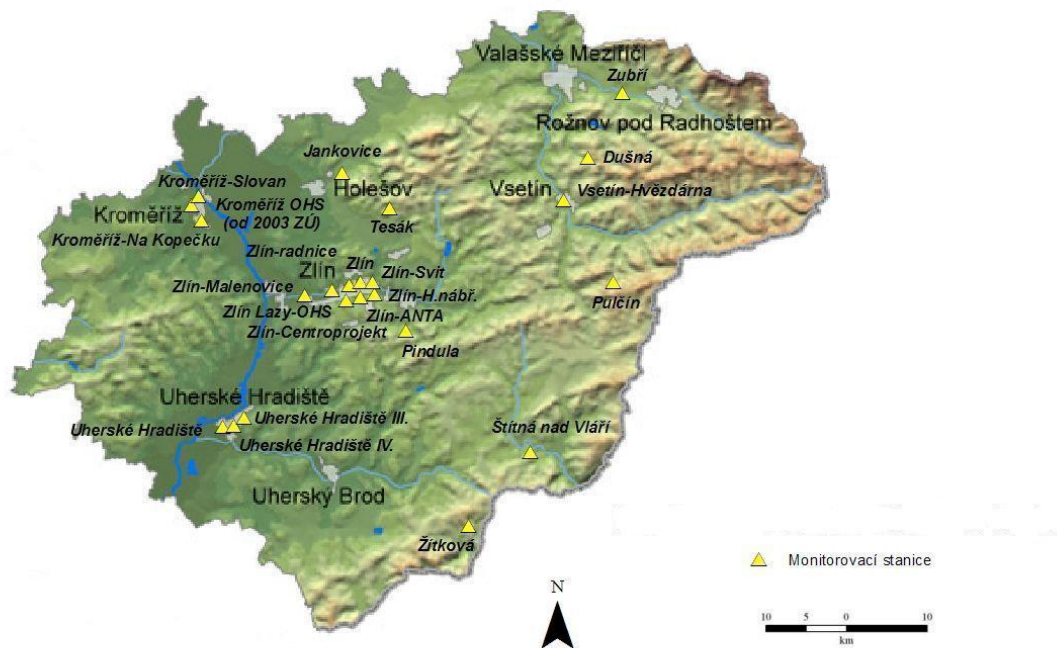 Valašské Meziříčí
Zubří
Rožnov pod Radhoštem
Jankovice
Dušná
Kroměříž-Slovan
Holešov
Vsetín
Vsetín-Hvězdárna
Kroměříž
Kroměříž OHS
(od 2003 ZÚ)
Tesák
Kroměříž-Na Kopečku
Zlín-radnice
Zlín
Zlín
Zlín-Svit
Zlín-Malenovice
Pulčín
Zlín-H.nábř.
Zlín Lazy-OHS
Zlín-ANTA
Zlín-Centroprojekt
Pindula
Uherské Hradiště
Uherské Hradiště III.
Uherské Hradiště
Štítná nad Vláří
Uherské Hradiště IV.
Uherský Brod
Žítková
Monitorovací stanice
N
10 5 0 10
km